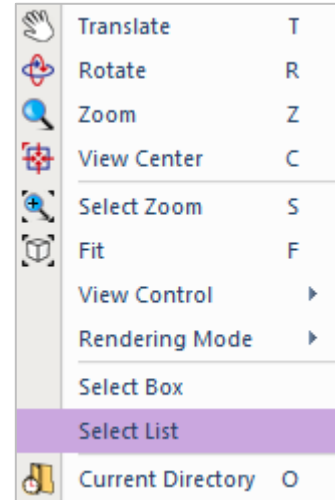 Translate T
Rotate R
Zoom Z
View Center C
Select Zoom S
Fit F
View Control
Rendering Mode
Select Box
Select List
Current Directory O